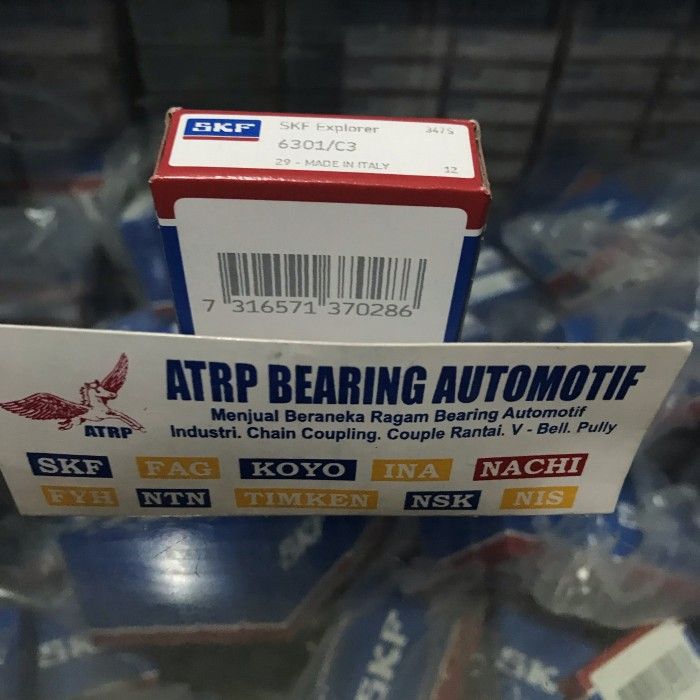 SKF
SKF Explorer
347S
6301/C3
29 - MADE IN ITALY
12
7 316571 370286
ATRP BEARING AUTOMOTIF
Menjual Beraneka Ragam Bearing Automotif
ATRP
Industri. Chain Coupling. Couple Rantai. V - Bell. Pully
SKF FAG KOYO INA NACHI
FYH NTN TIMKEN NSK NIS
SKF
SKF
SKF
SKF